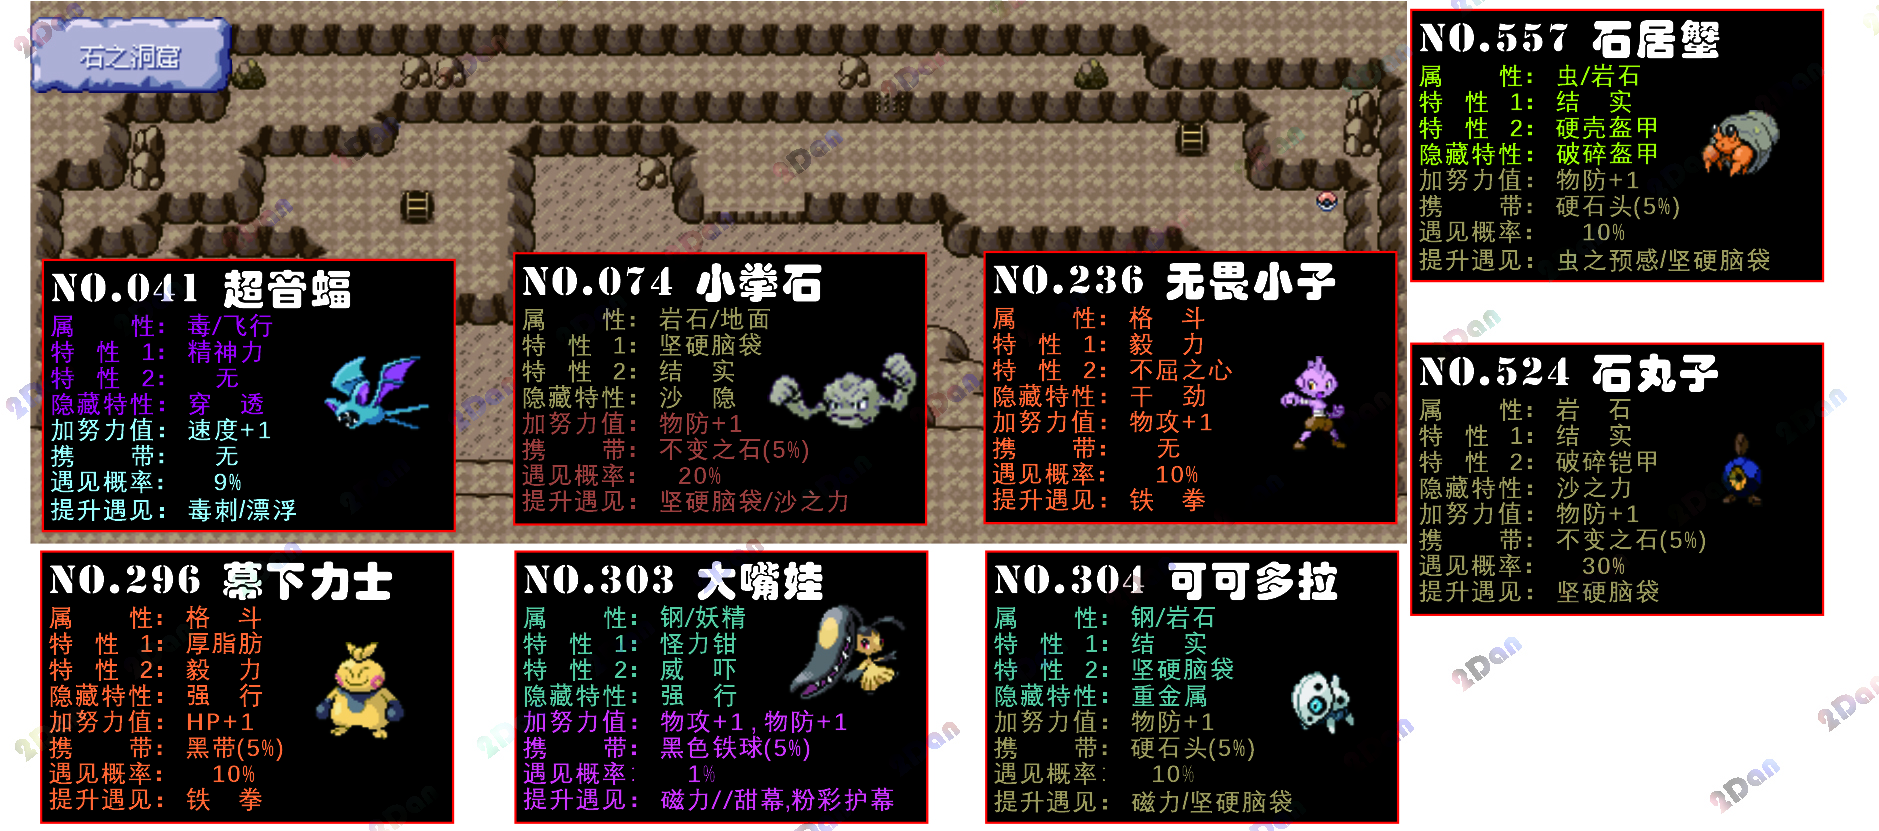 石之洞窟
NO.041 超音蝠
属 性: 毒/飞行
特 性 1: 精神力
特 性 2: 无
隐藏特性: 穿 透
加努力值: 速度+1
携 带: 无
遇见概率: 9%
提升遇见: 毒刺/漂浮
NO.074 小拳石
属 性: 岩石/地面
特 性 1: 坚硬脑袋
特 性 2: 结 实
隐藏特性: 沙 隐
加努力值: 物防+1
携 带: 不变之石(5%)
遇见概率: 20%
提升遇见: 坚硬脑袋/沙之力
NO.236 无畏小子
属 性: 格 斗
特 性 1: 毅 力
特 性 2: 不屈之心
隐藏特性: 干 劲
加努力值: 物攻+1
携 带: 无
遇见概率: 10%
提升遇见: 铁 拳
NO.557 石居蟹
属 性: 虫/岩石
特 性 1: 结 实
特 性 2: 硬壳盔甲
隐藏特性: 破碎盔甲
加努力值: 物防+1
携 带: 硬石头(5%)
遇见概率: 10%
提升遇见: 虫之预感/坚硬脑袋
NO.524 石丸子
属 性: 岩 石
特 性 1: 结 实
特 性 2: 破碎铠甲
隐藏特性: 沙之力
加努力值: 物防+1
携 带: 不变之石(5%)
遇见概率: 30%
提升遇见: 坚硬脑袋
NO.296 幕下力士
属 性: 格 斗
特 性 1: 厚脂肪
特 性 2: 毅 力
隐藏特性: 强 行
加努力值: HP+1
携 带: 黑带(5%)
遇见概率: 10%
提升遇见: 铁 拳
NO.303 大嘴娃
属 性: 钢/妖精
特 性 1: 怪力钳
特 性 2: 威 吓
隐藏特性: 强 行
加努力值: 物攻+1,物防+1
携 带: 黑色铁球(5%)
遇见概率: 1%
提升遇见: 磁力//甜幕,粉彩护幕
NO.304 可可多拉
属 性: 钢/岩石
特 性 1: 结 实
特 性 2: 坚硬脑袋
隐藏特性: 重金属
加努力值: 物防+1
携 带: 硬石头(5%)
遇见概率: 10%
提升遇见: 磁力/坚硬脑袋
2Dan
2Dan
2Dan
2Dan